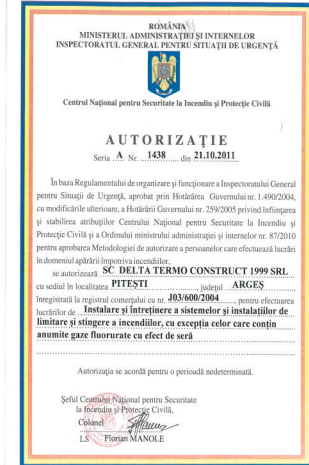 ROMÂNIA
MINISTERUL ADMINISTRAȚIEI ȘI INTERNELOR
INSPECTORATUL GENERAL PENTRU SITUAȚII DE URGENȚĂ
Centrul Național pentru Securitate la Incendiu și Protecție Civilă
AUTORIZAȚIE
Seria A Nr. 1438 din 21.10.2011
În baza Regulamentului de organizare și funcționare a Inspectoratului General
pentru Situații de Urgență, aprobat prin Hotărârea Guvernului nr. 1.490/2004,
cu modificările ulterioare, a Hotărârii Guvernului nr. 259/2005 privind înființarea
și stabilirea atribuțiilor Centrului Național pentru Securitate la Incendiu și
Protecție Civilă și a Ordinului ministrului administrației și internelor nr. 87/2010
pentru aprobarea Metodologiei de autorizare a persoanelor care efectuează lucrări
în domeniul apărării împotriva incendiilor,
se autorizează SC DELTA TERMO CONSTRUCT 1999 SRL
cu sediul în localitatea PITEȘTI, județul ARGEȘ
înregistrată la registrul comerțului cu nr. J03/600/2004, pentru efectuarea
lucrărilor de Instalare și întreținere a sistemelor și instalațiilor de
limitare și stingere a incendiilor, cu excepția celor care conțin
anumite gaze fluorurate cu efect de seră
Autorizația se acordă pentru o perioadă nedeterminată.
Șeful Centrului Național pentru Securitate
la Incendiu și Protecție Civilă,
Colonel
LS Florian MANOLE